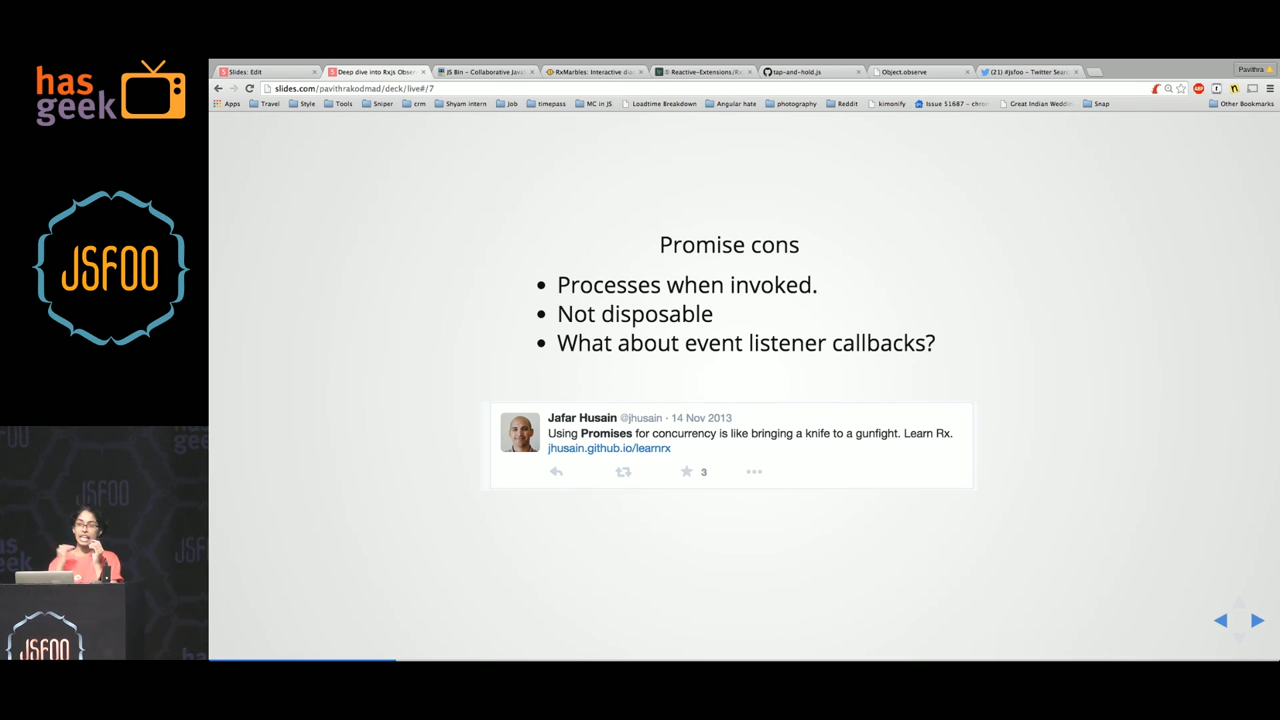 has
geek
JSFOO
Slides: Edit
Deep dive into Rxjs Obser
JS Bin - Collaborative Java
RxMarbles: Interactive dia
Reactive-Extensions/Rx
tap-and-hold.js
Object.observe
(21) #jsfoo - Twitter Sear
Pavithra
slides.com/pavithrakodmad/deck/live#/7
Apps
Travel
Style
Tools
Sniper
crm
Shyam intern
Job
timepass
MC in JS
Loadtime Breakdown
Angular hate
photography
Reddit
kimonify
Issue 51687 - chro
Great Indian Weddi
Snap
Other Bookmarks
Promise cons
• Processes when invoked.
• Not disposable
• What about event listener callbacks?
Jafar Husain @jhusain · 14 Nov 2013
Using Promises for concurrency is like bringing a knife to a gunfight. Learn Rx.
jhusain.github.io/learnrx
3
JSFOO
geek
JSFOO